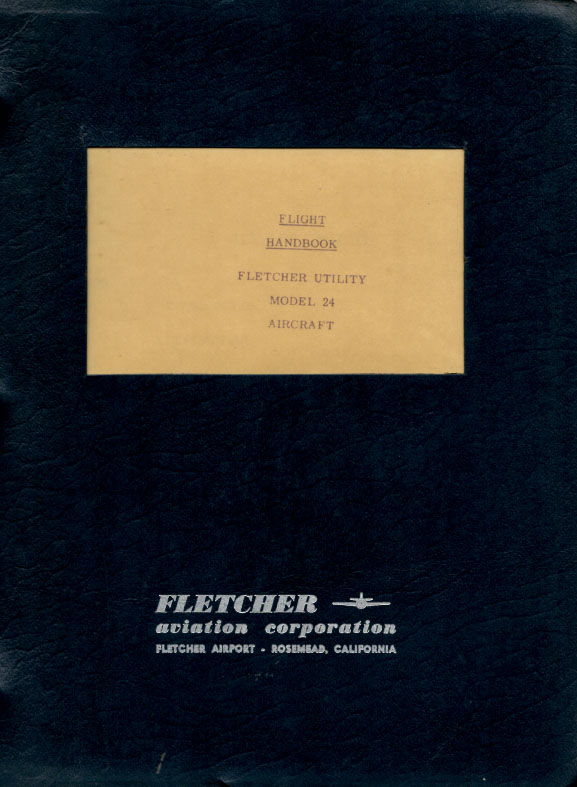 FLIGHT
HANDBOOK
FLETCHER UTILITY
MODEL 24
AIRCRAFT
FLETCHER
aviation corporation
FLETCHER AIRPORT - ROSEMEAD, CALIFORNIA